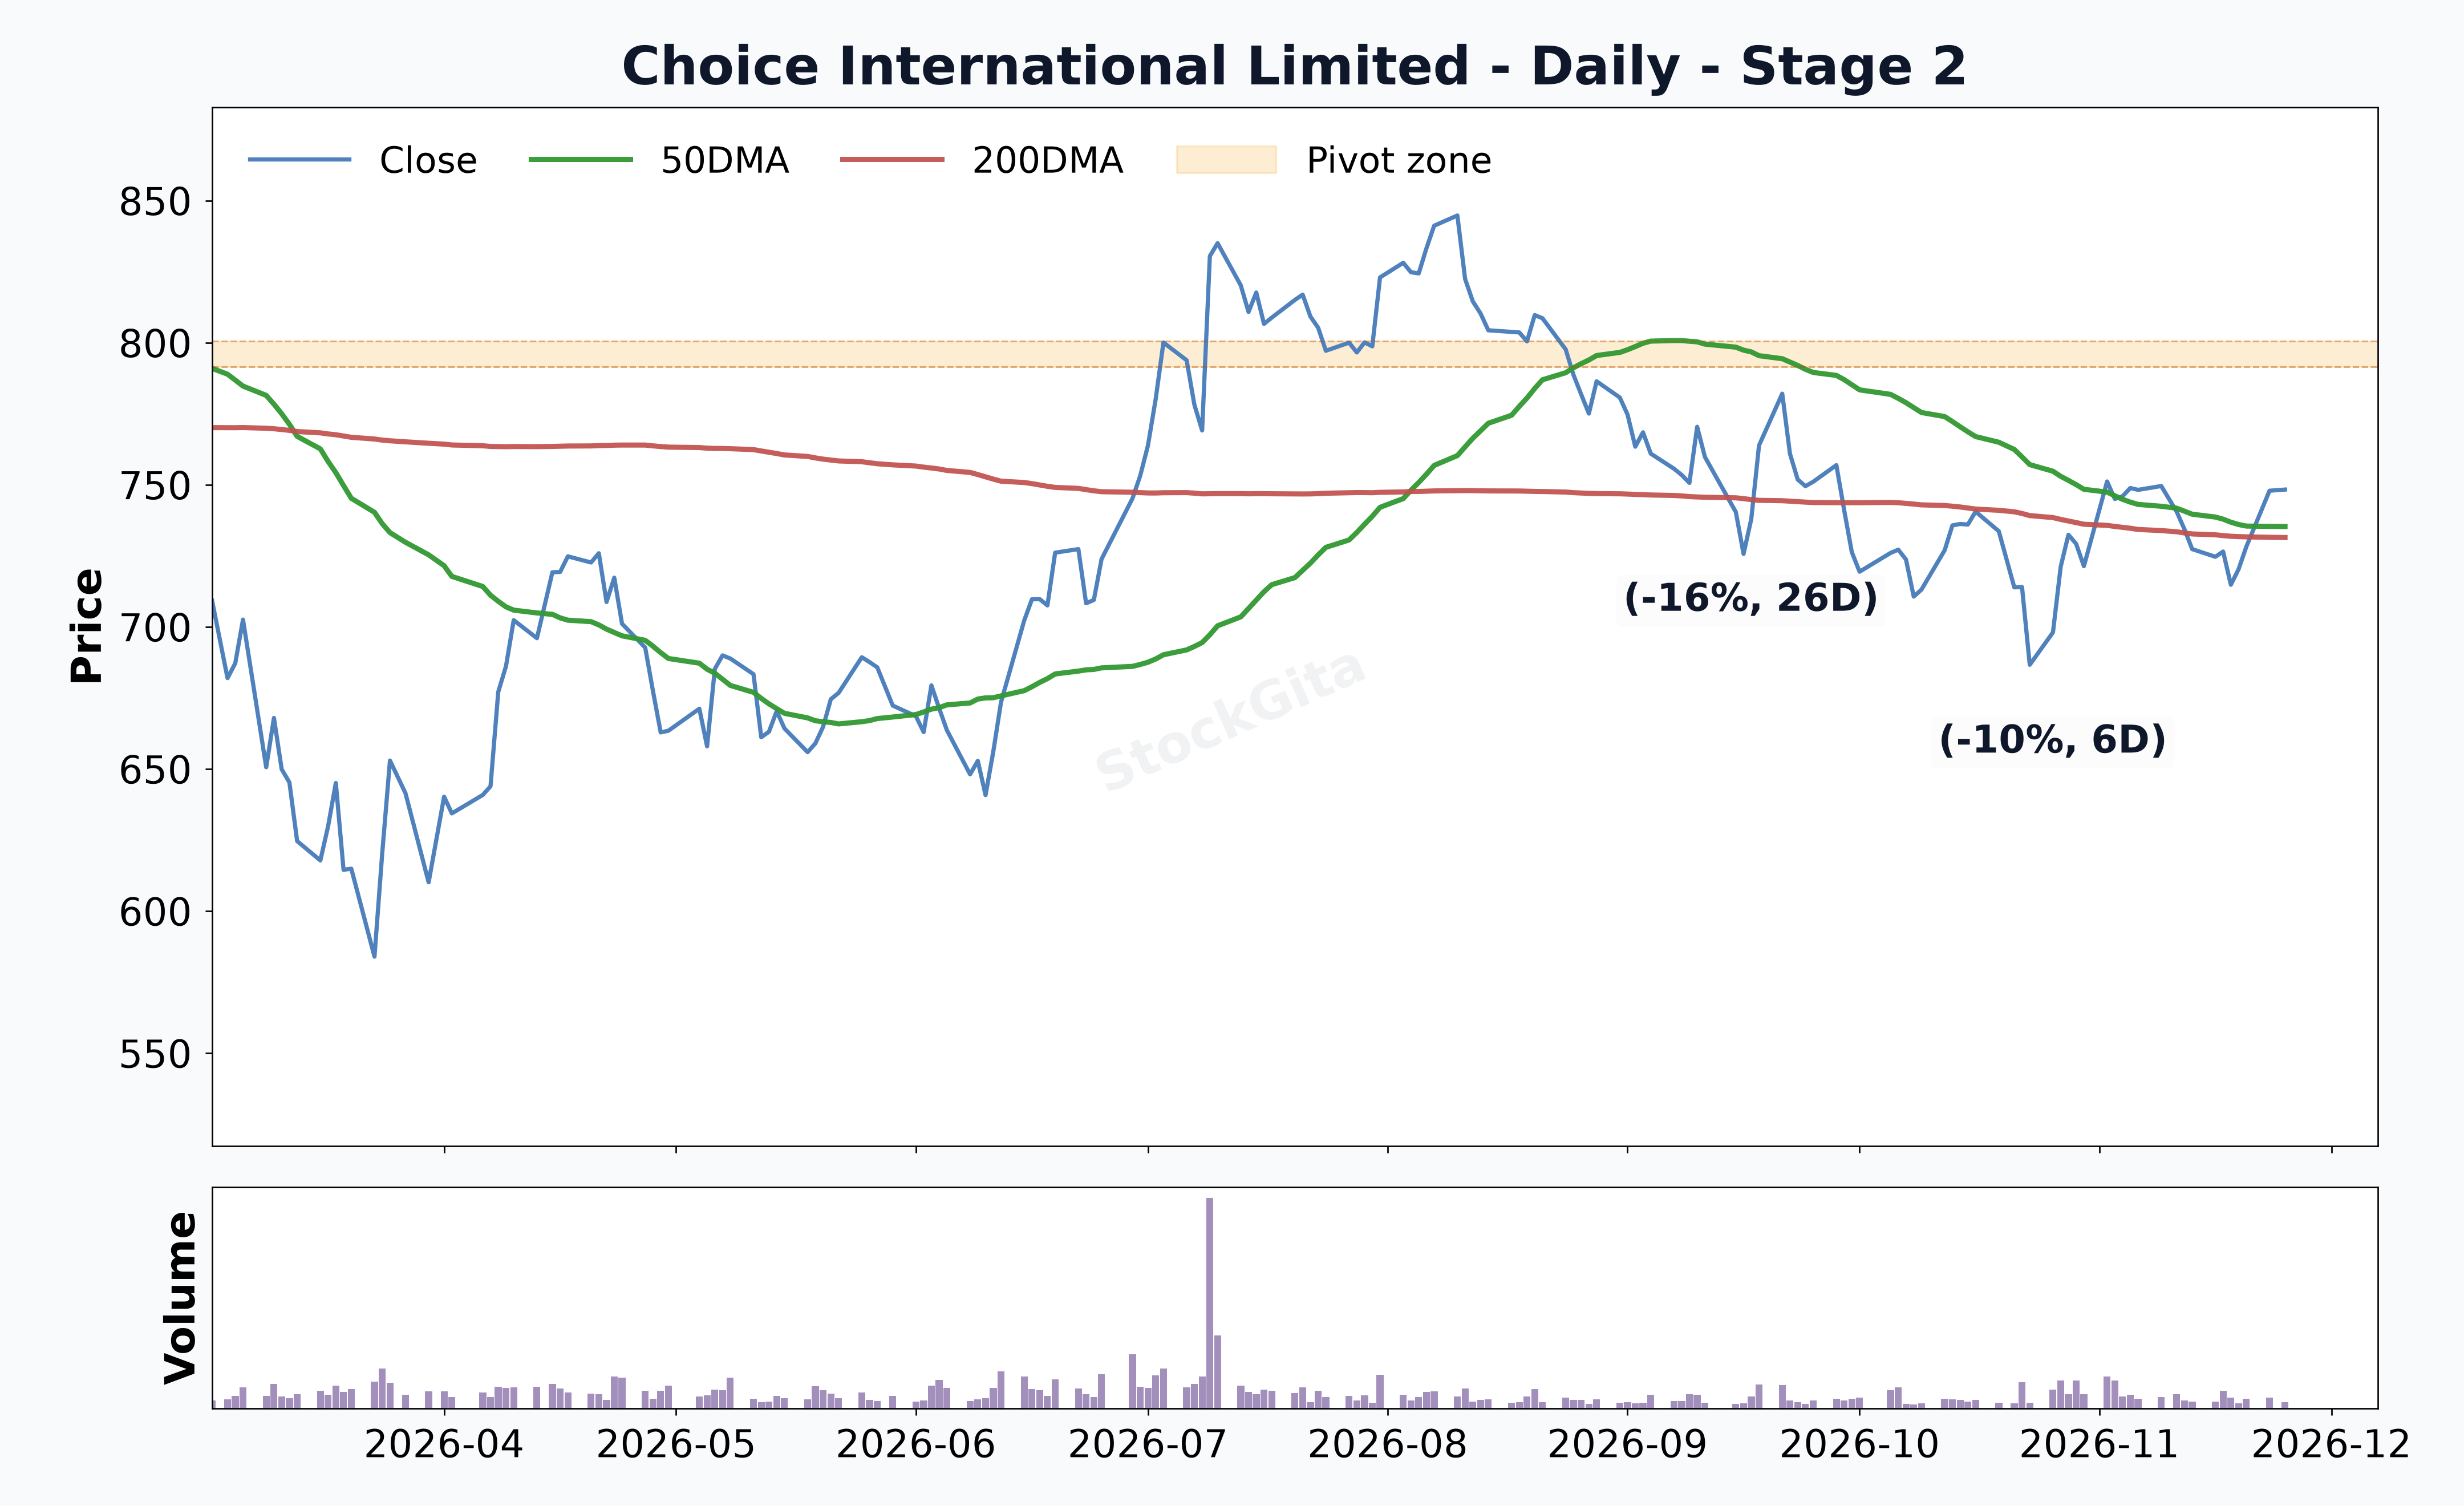 Choice International Limited - Daily - Stage 2
Close 50DMA 200DMA Pivot zone
850
800
750
700
650
600
550
Price
(-16%, 26D)
(-10%, 6D)
StockGita
Volume
2026-04 2026-05 2026-06 2026-07 2026-08 2026-09 2026-10 2026-11 2026-12